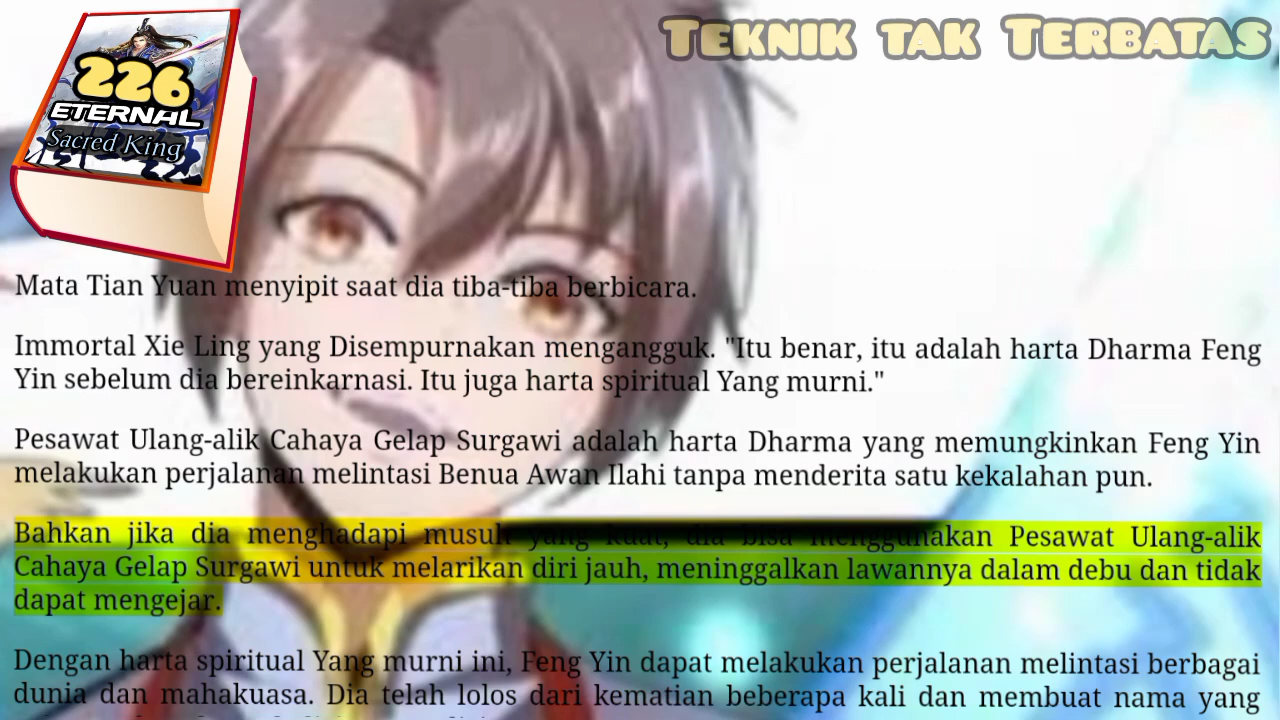 TEKNIK TAK TERBATAS
226
ETERNAL
Sacred King
Mata Tian Yuan menyipit saat dia tiba-tiba berbicara.
Immortal Xie Ling yang Disempurnakan mengangguk. "Itu benar, itu adalah harta Dharma Feng
Yin sebelum dia bereinkarnasi. Itu juga harta spiritual Yang murni."
Pesawat Ulang-alik Cahaya Gelap Surgawi adalah harta Dharma yang memungkinkan Feng Yin
melakukan perjalanan melintasi Benua Awan Ilahi tanpa menderita satu kekalahan pun.
Bahkan jika dia menghadapi musuh yang kuat, dia bisa menggunakan Pesawat Ulang-alik
Cahaya Gelap Surgawi untuk melarikan diri jauh, meninggalkan lawannya dalam debu dan tidak
dapat mengejar.
Dengan harta spiritual Yang murni ini, Feng Yin dapat melakukan perjalanan melintasi berbagai
dunia dan mahakuasa. Dia telah lolos dari kematian beberapa kali dan membuat nama yang